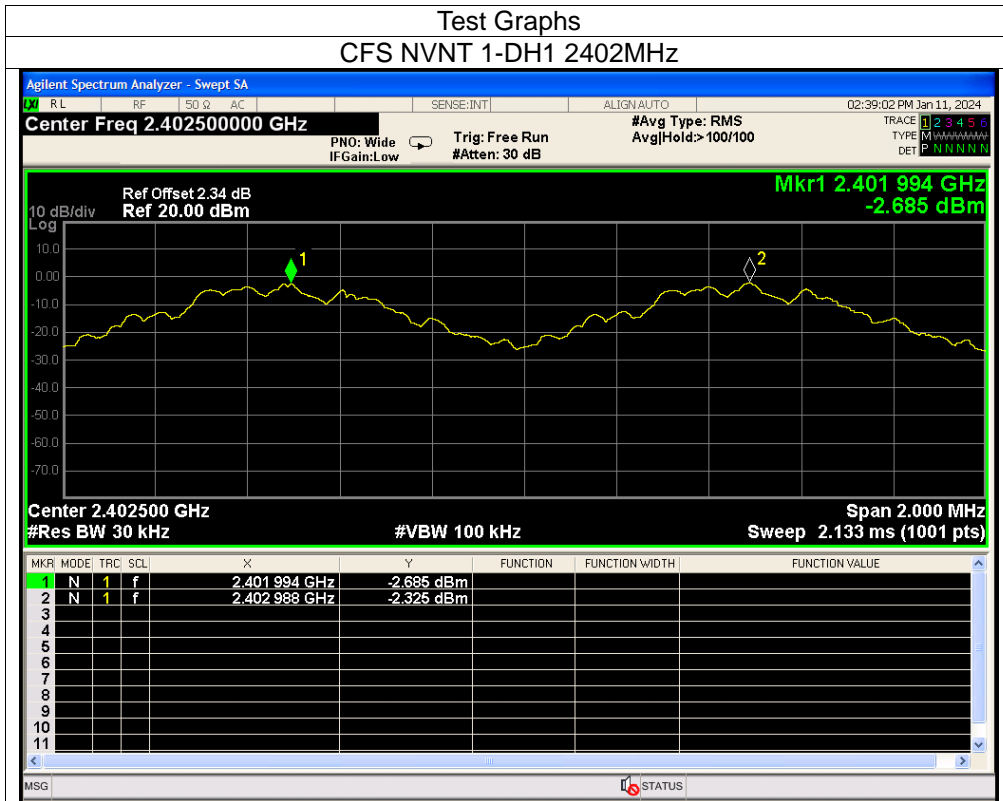 Test Graphs
CFS NVNT 1-DH1 2402MHz
Agilent Spectrum Analyzer - Swept SA
LXI RL RF 50 Ω AC SENSE:INT ALIGN AUTO 02:39:02 PM Jan 11, 2024
Center Freq 2.402500000 GHz #Avg Type: RMS TRACE 1 2 3 4 5 6
PNO: Wide Trig: Free Run Avg|Hold:>100/100 TYPE MWWWWW
IFGain:Low #Atten: 30 dB DET P N N N N N
Mkr1 2.401 994 GHz
Ref Offset 2.34 dB
10 dB/div Ref 20.00 dBm -2.685 dBm
Log
10.0
0.00
-10.0
-20.0
-30.0
-40.0
-50.0
-60.0
-70.0
1
2
Center 2.402500 GHz Span 2.000 MHz
#Res BW 30 kHz #VBW 100 kHz Sweep 2.133 ms (1001 pts)
MKR MODE TRC SCL X Y FUNCTION FUNCTION WIDTH FUNCTION VALUE
1 N 1 f 2.401 994 GHz -2.685 dBm
2 N 1 f 2.402 988 GHz -2.325 dBm
3
4
5
6
7
8
9
10
11
MSG STATUS